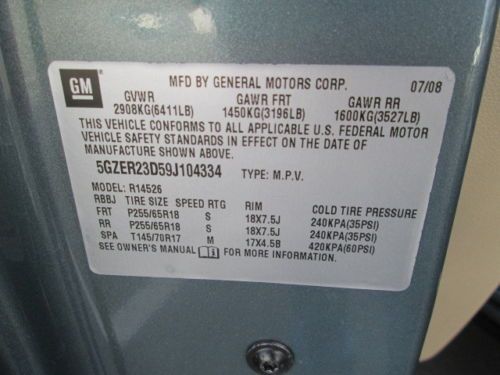 GM
MFD BY GENERAL MOTORS CORP. 07/08
GVWR GAWR FRT GAWR RR
2908KG(6411LB) 1450KG(3196LB) 1600KG(3527LB)
THIS VEHICLE CONFORMS TO ALL APPLICABLE U.S. FEDERAL MOTOR
VEHICLE SAFETY STANDARDS IN EFFECT ON THE DATE OF
MANUFACTURE SHOWN ABOVE.
5GZER23D59J104334 TYPE: M.P.V.
MODEL: R14526
RBBJ TIRE SIZE SPEED RTG RIM COLD TIRE PRESSURE
FRT P255/65R18 S 18X7.5J 240KPA(35PSI)
RR P255/65R18 S 18X7.5J 240KPA(35PSI)
SPA T145/70R17 M 17X4.5B 420KPA(60PSI)
SEE OWNER'S MANUAL FOR MORE INFORMATION